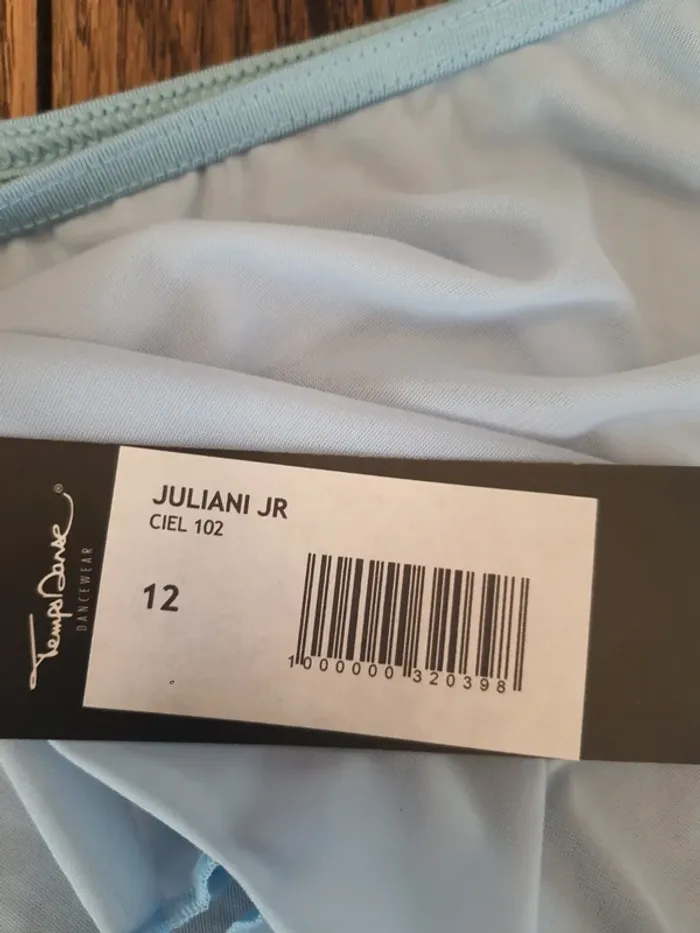 Temps Danse®
DANCEWEAR
JULIANI JR
CIEL 102
12
1000000320398